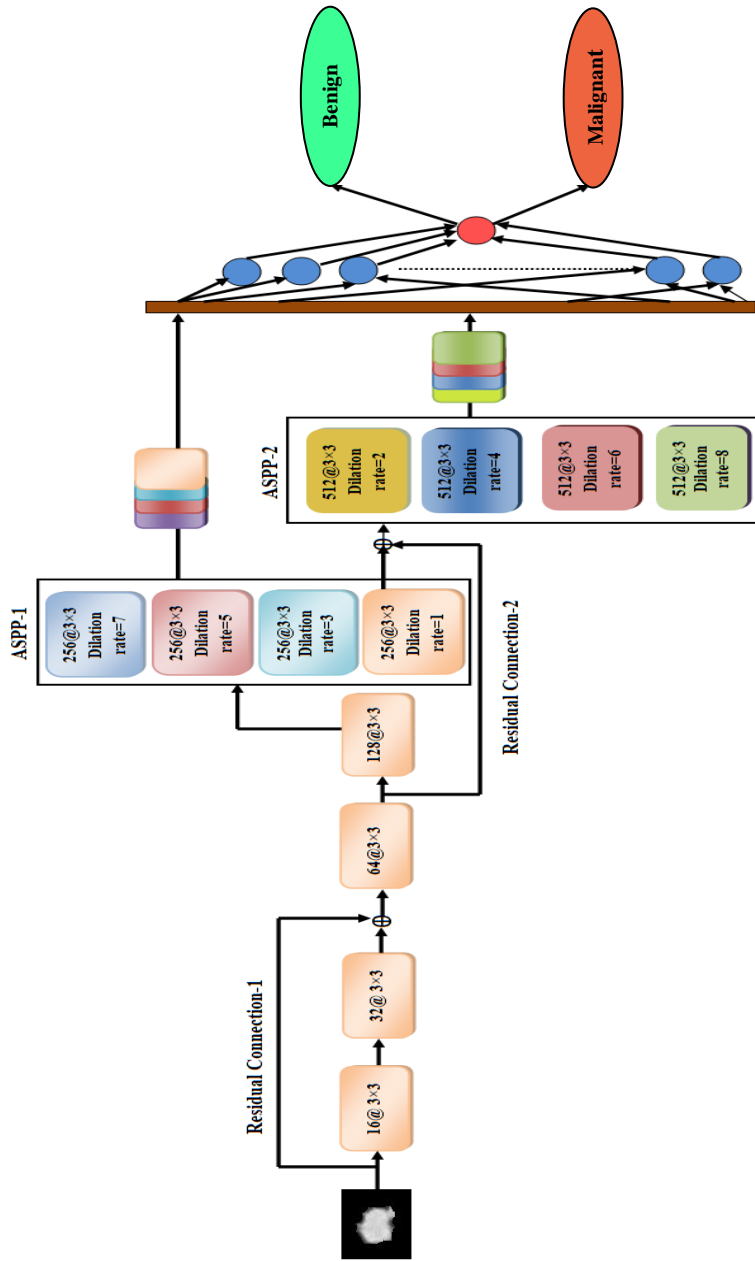 16@ 3×3
32@ 3×3
Residual Connection-1
64@3×3
128@3×3
Residual Connection-2
ASPP-1
256@3×3
Dilation
rate=7
256@3×3
Dilation
rate=5
256@3×3
Dilation
rate=3
256@3×3
Dilation
rate=1
ASPP-2
512@3×3
Dilation
rate=2
512@3×3
Dilation
rate=4
512@3×3
Dilation
rate=6
512@3×3
Dilation
rate=8
Benign
Malignant